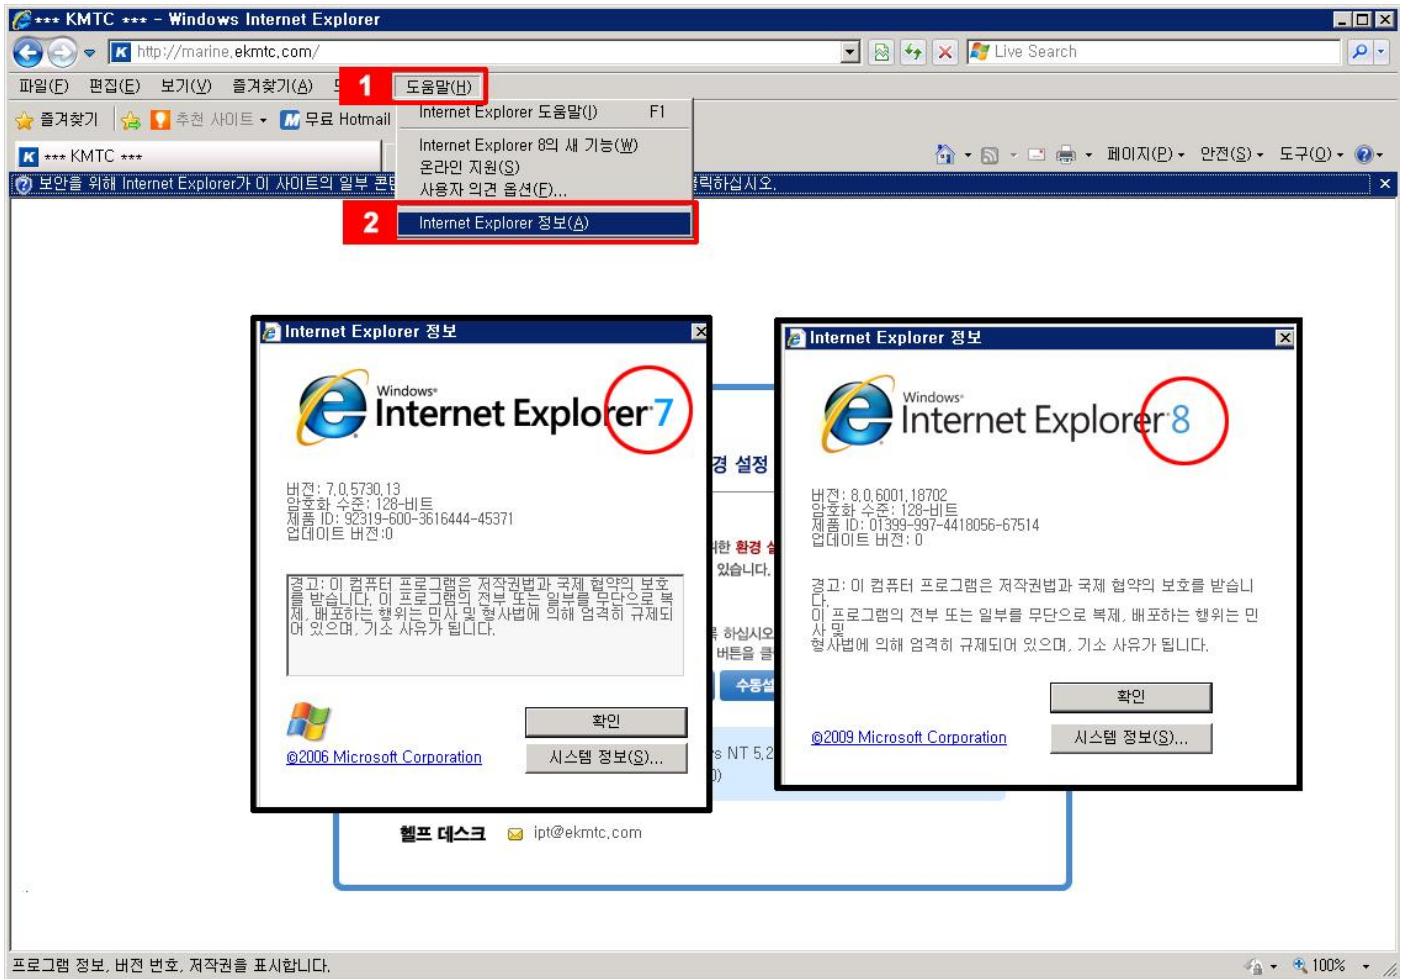 *** KMTC *** - Windows Internet Explorer
http://marine.ekmtc.com/
Live Search
파일(F) 편집(E) 보기(V) 즐겨찾기(A) 1 도움말(H)
즐겨찾기 추천 사이트 무료 Hotmail
Internet Explorer 도움말(I) F1
Internet Explorer 8의 새 기능(W)
온라인 지원(S)
사용자 의견 옵션(F)...
2 Internet Explorer 정보(A)
*** KMTC ***
페이지(P) 안전(S) 도구(O)
보안을 위해 Internet Explorer가 이 사이트의 일부 콘 릭하십시오.
Internet Explorer 정보
Windows
Internet Explorer 7
버전: 7.0.5730.13
암호화 수준: 128-비트
제품 ID: 92319-600-3616444-45371
업데이트 버전:0
경고: 이 컴퓨터 프로그램은 저작권법과 국제 협약의 보호
를 받습니다. 이 프로그램의 전부 또는 일부를 무단으로 복
제, 배포하는 행위는 민사 및 형사법에 의해 엄격히 규제되
어 있으며, 기소 사유가 됩니다.
확인
©2006 Microsoft Corporation
시스템 정보(S)...
경 설정
한 환경
있습니다.
하십시오
버튼을 클
수동설
s NT 5.2
0)
Internet Explorer 정보
Windows
Internet Explorer 8
버전: 8.0.6001.18702
암호화 수준: 128-비트
제품 ID: 01399-997-4418056-67514
업데이트 버전: 0
경고: 이 컴퓨터 프로그램은 저작권법과 국제 협약의 보호를 받습니
다.
이 프로그램의 전부 또는 일부를 무단으로 복제, 배포하는 행위는 민
사 및
형사법에 의해 엄격히 규제되어 있으며, 기소 사유가 됩니다.
확인
©2009 Microsoft Corporation
시스템 정보(S)...
헬프 데스크 ipt@ekmtc.com
프로그램 정보, 버전 번호, 저작권을 표시합니다.
100%